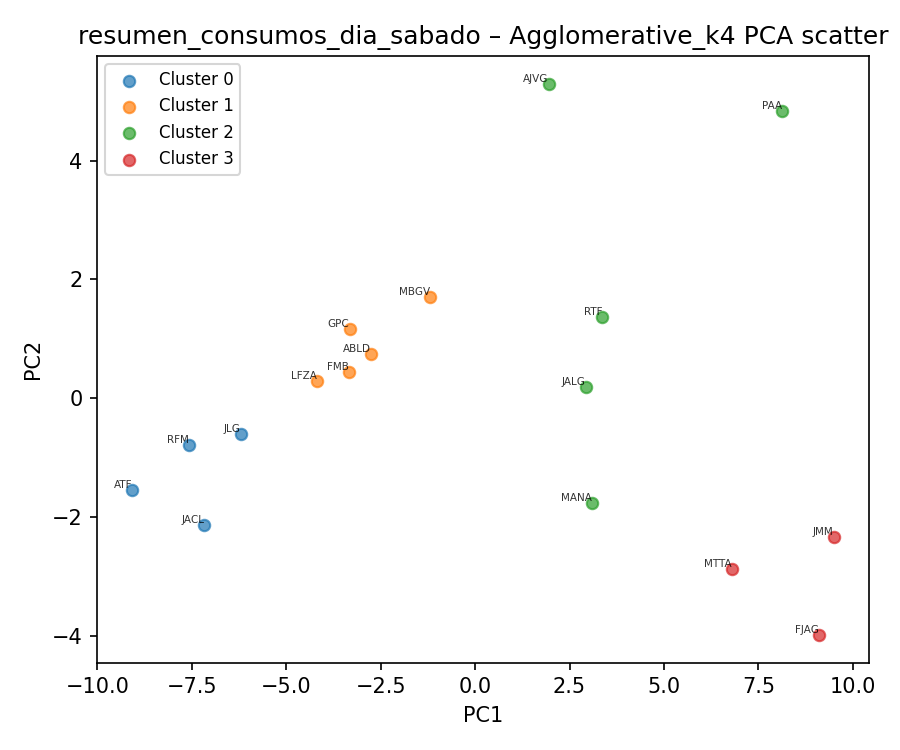 resumen_consumos_dia_sabado – Agglomerative_k4 PCA scatter
Cluster 0
Cluster 1
Cluster 2
Cluster 3
AJVG
PAA
MBGV
GPC
RTF
ABLD
FMB
LFZA
JALG
JLG
RFM
ATF
JACL
MANA
JMM
MTTA
FJAG
4
2
0
−2
−4
PC2
−10.0 −7.5 −5.0 −2.5 0.0 2.5 5.0 7.5 10.0
PC1